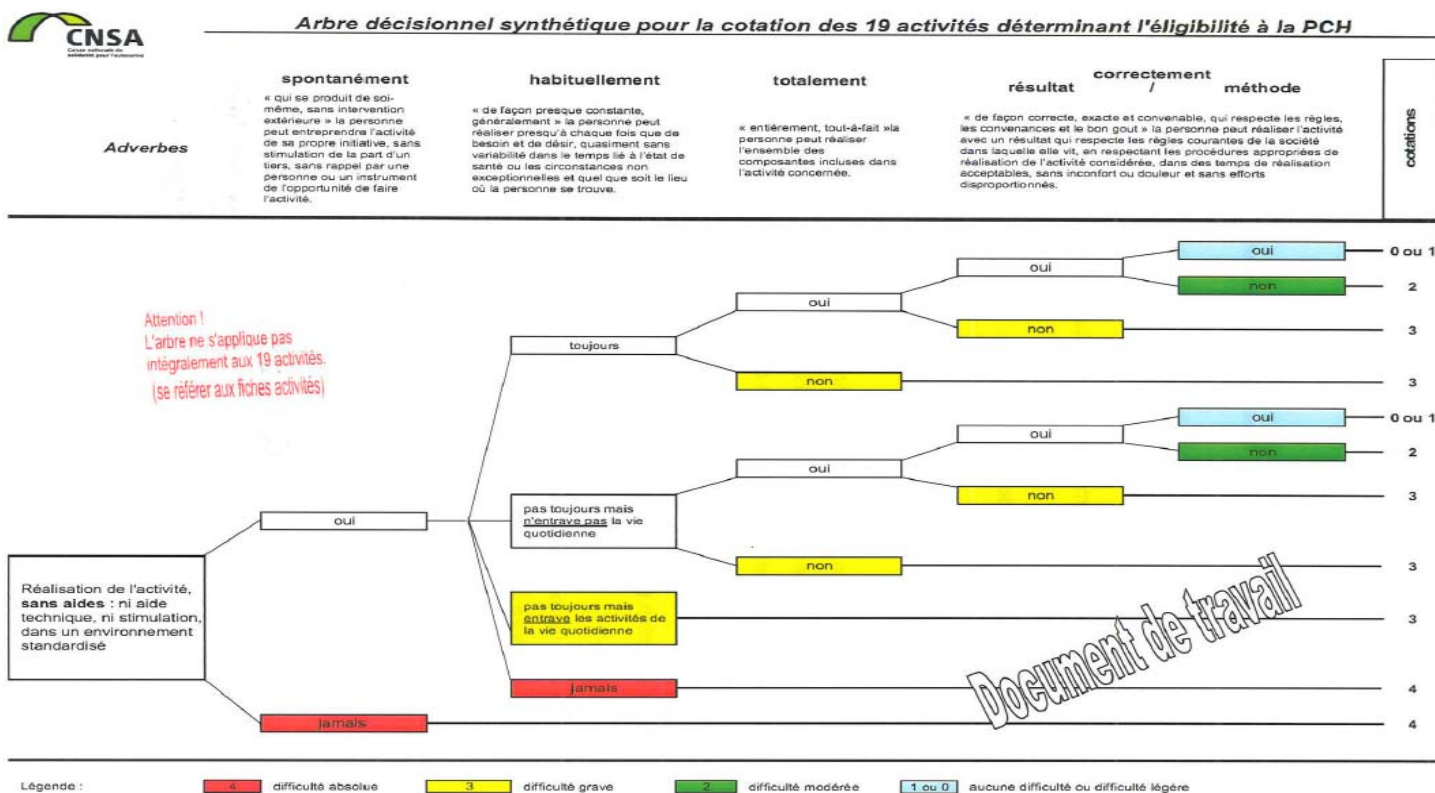 CNSA
Caisse nationale de
solidarité pour l'autonomie
Arbre décisionnel synthétique pour la cotation des 19 activités déterminant l'éligibilité à la PCH
Adverbes
spontanément
« qui se produit de soi-
même, sans intervention
extérieure » la personne
peut entreprendre l'activité
de sa propre initiative, sans
stimulation de la part d'un
tiers, sans rappel par une
personne ou un instrument
de l'opportunité de faire
l'activité.
habituellement
« de façon presque constante,
généralement » la personne peut
réaliser presqu'à chaque fois que de
besoin et de désir, quasiment sans
variabilité dans le temps lié à l'état de
santé ou les circonstances non
exceptionnelles et quel que soit le lieu
où la personne se trouve.
totalement
« entièrement, tout-à-fait »la
personne peut réaliser
l'ensemble des
composantes incluses dans
l'activité concernée.
correctement
résultat / méthode
« de façon correcte, exacte et convenable, qui respecte les règles,
les convenances et le bon gout » la personne peut réaliser l'activité
avec un résultat qui respecte les règles courantes de la société
dans laquelle elle vit, en respectant les procédures appropriées de
réalisation de l'activité considérée, dans des temps de réalisation
acceptables, sans inconfort ou douleur et sans efforts
disproportionnés.
cotations
Attention !
L'arbre ne s'applique pas
intégralement aux 19 activités.
(se référer aux fiches activités)
oui 0 ou 1
oui
non 2
oui
non 3
toujours
non 3
oui 0 ou 1
oui
non 2
oui
non 3
pas toujours mais
n'entrave pas la vie
quotidienne
oui
non 3
Réalisation de l'activité,
sans aides : ni aide
technique, ni stimulation,
dans un environnement
standardisé
pas toujours mais
entrave les activités de
la vie quotidienne
3
jamais 4
jamais 4
Document de travail
Légende : 4 difficulté absolue 3 difficulté grave 2 difficulté modérée 1 ou 0 aucune difficulté ou difficulté légère